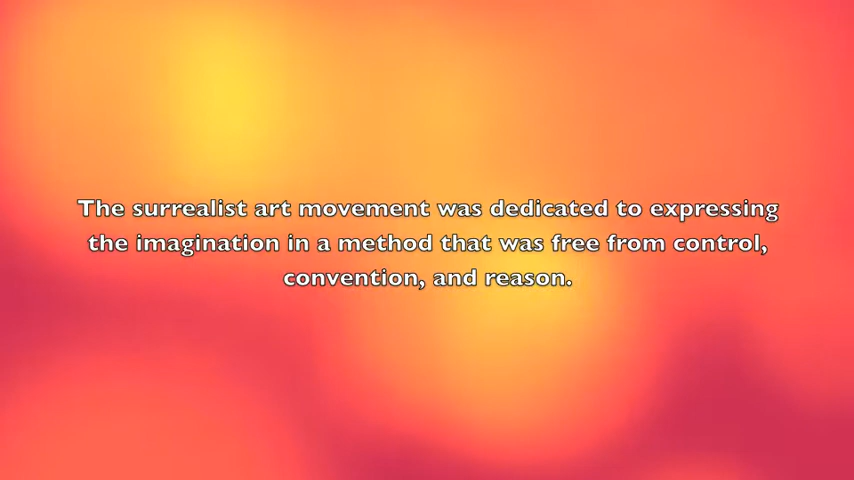 The surrealist art movement was dedicated to expressing
the imagination in a method that was free from control,
convention, and reason.